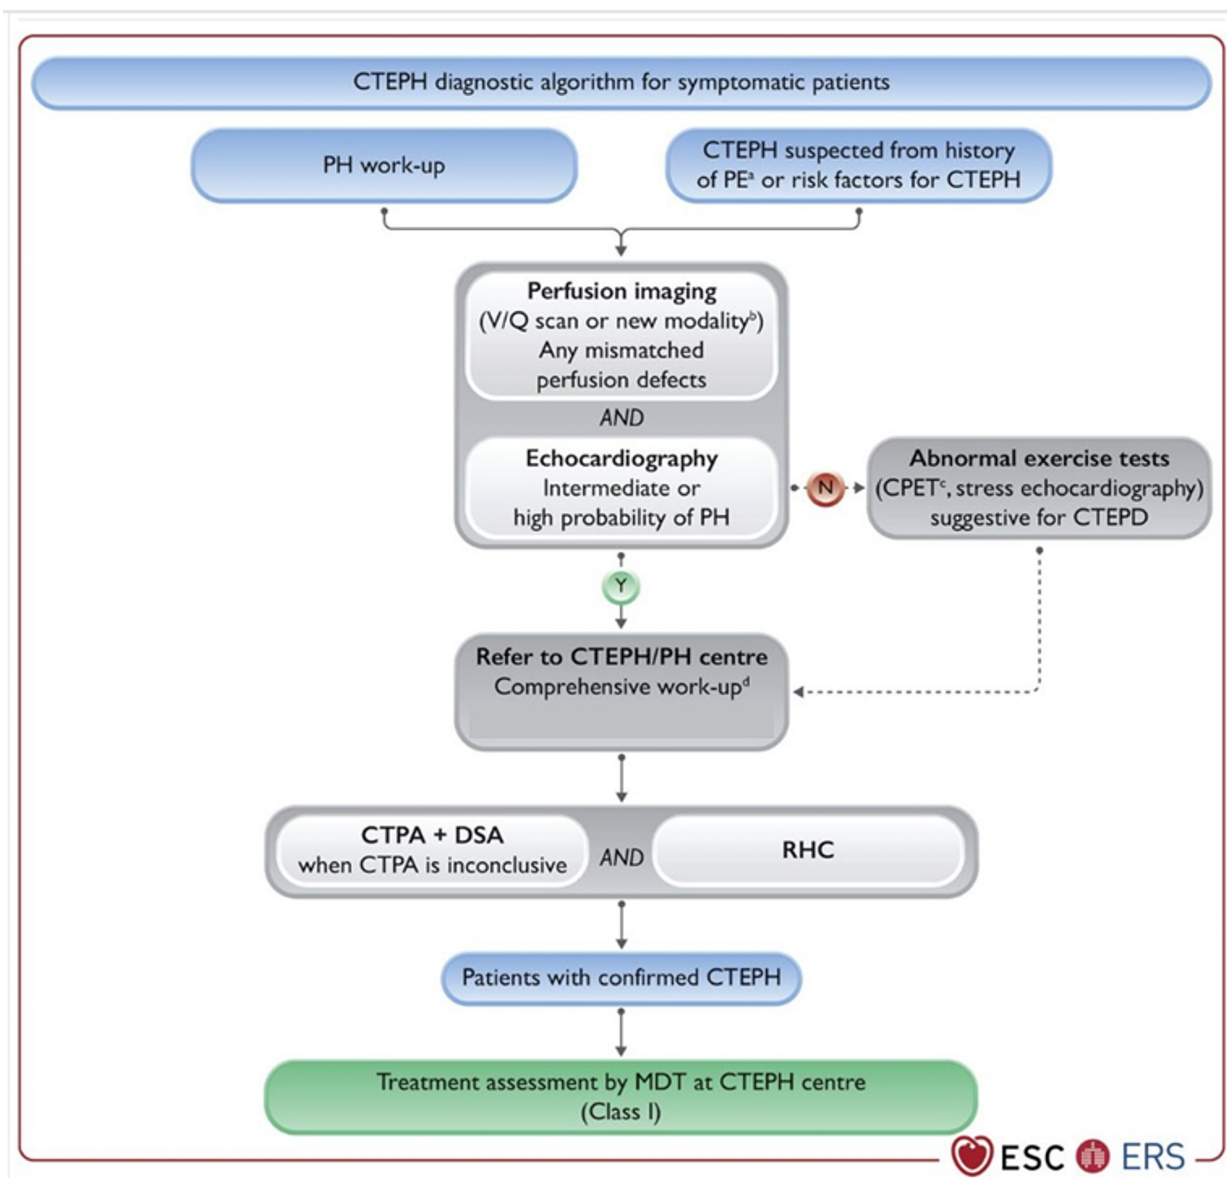 CTEPH diagnostic algorithm for symptomatic patients
PH work-up
CTEPH suspected from history
of PEᵃ or risk factors for CTEPH
Perfusion imaging
(V/Q scan or new modalityᵇ)
Any mismatched
perfusion defects
AND
Echocardiography
Intermediate or
high probability of PH
N
Abnormal exercise tests
(CPETᶜ, stress echocardiography)
suggestive for CTEPD
Y
Refer to CTEPH/PH centre
Comprehensive work-upᵈ
CTPA + DSA
when CTPA is inconclusive
AND
RHC
Patients with confirmed CTEPH
Treatment assessment by MDT at CTEPH centre
(Class I)
ESC ERS